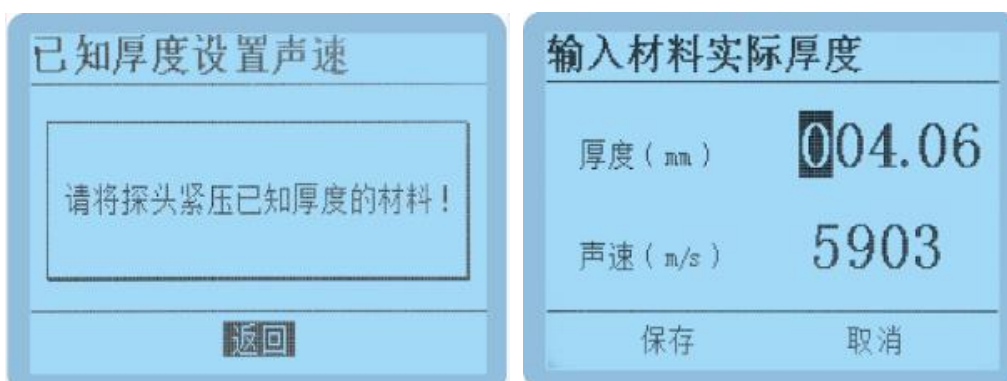 已知厚度设置声速
请将探头紧压已知厚度的材料！
返回
输入材料实际厚度
厚度（mm） 004.06
声速（m/s） 5903
保存 取消